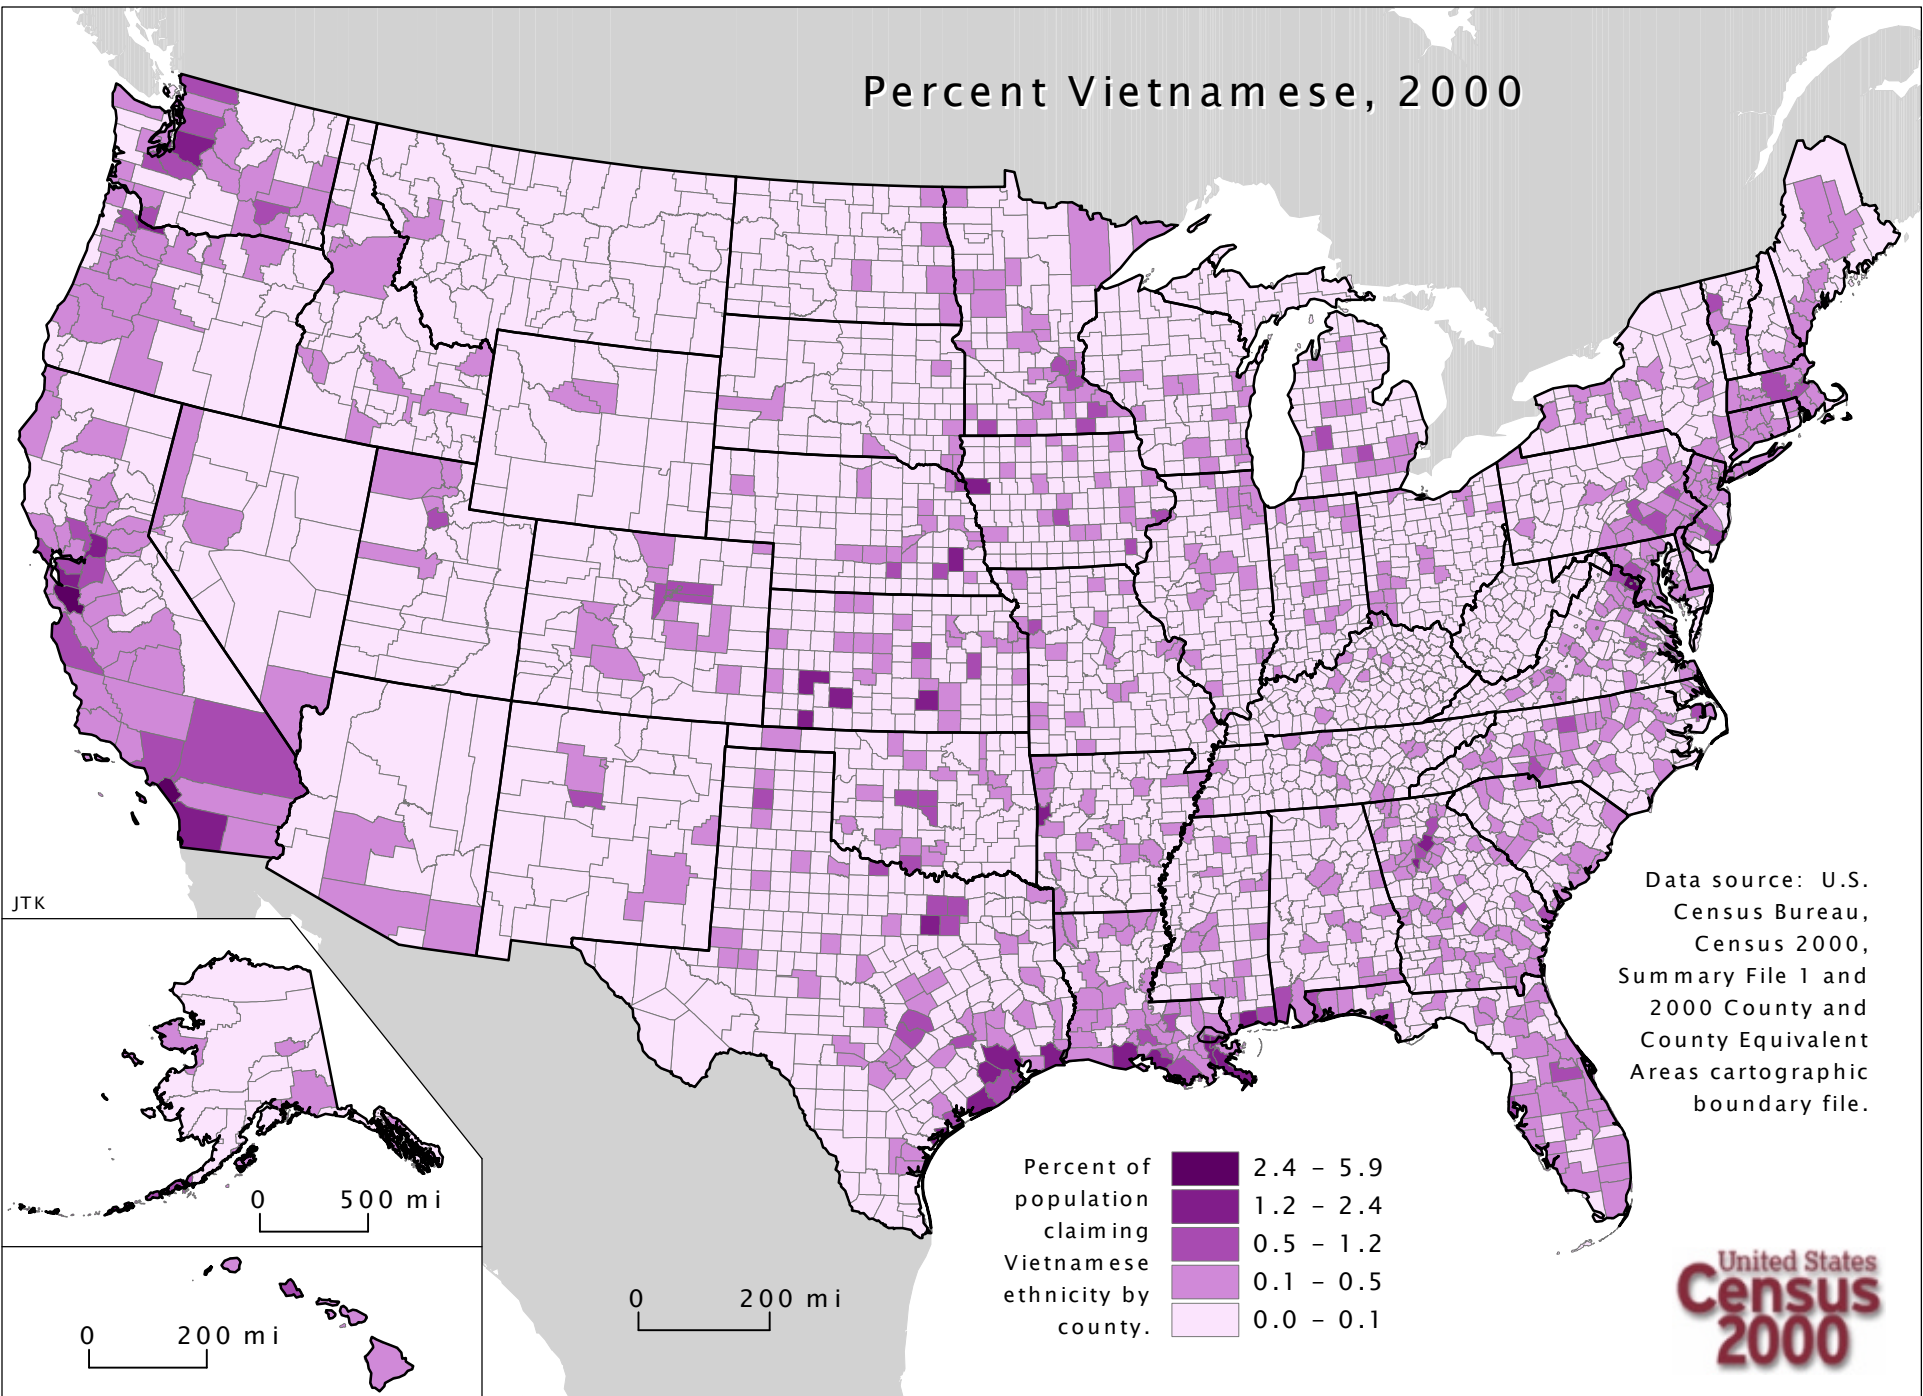 Percent Vietnamese, 2000
JTK
Data source: U.S.
Census Bureau,
Census 2000,
Summary File 1 and
2000 County and
County Equivalent
Areas cartographic
boundary file.
0 500 mi
0 200 mi
0 200 mi
Percent of
population
claiming
Vietnamese
ethnicity by
county.
2.4 – 5.9
1.2 – 2.4
0.5 – 1.2
0.1 – 0.5
0.0 – 0.1
United States
Census
2000